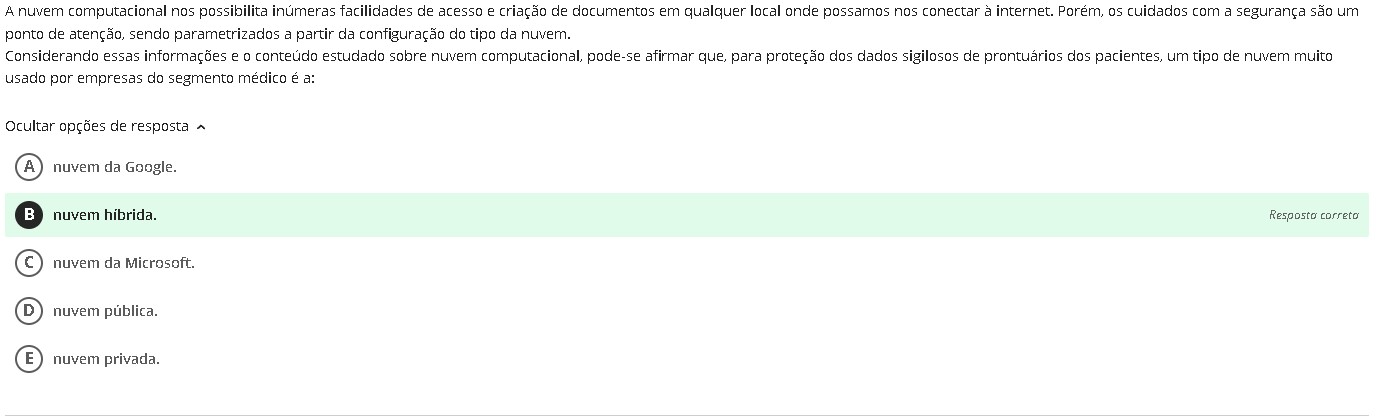 A nuvem computacional nos possibilita inúmeras facilidades de acesso e criação de documentos em qualquer local onde possamos nos conectar à internet. Porém, os cuidados com a segurança são um
ponto de atenção, sendo parametrizados a partir da configuração do tipo da nuvem.
Considerando essas informações e o conteúdo estudado sobre nuvem computacional, pode-se afirmar que, para proteção dos dados sigilosos de prontuários dos pacientes, um tipo de nuvem muito
usado por empresas do segmento médico é a:
Ocultar opções de resposta
A nuvem da Google.
B nuvem híbrida. Resposta correta
C nuvem da Microsoft.
D nuvem pública.
E nuvem privada.